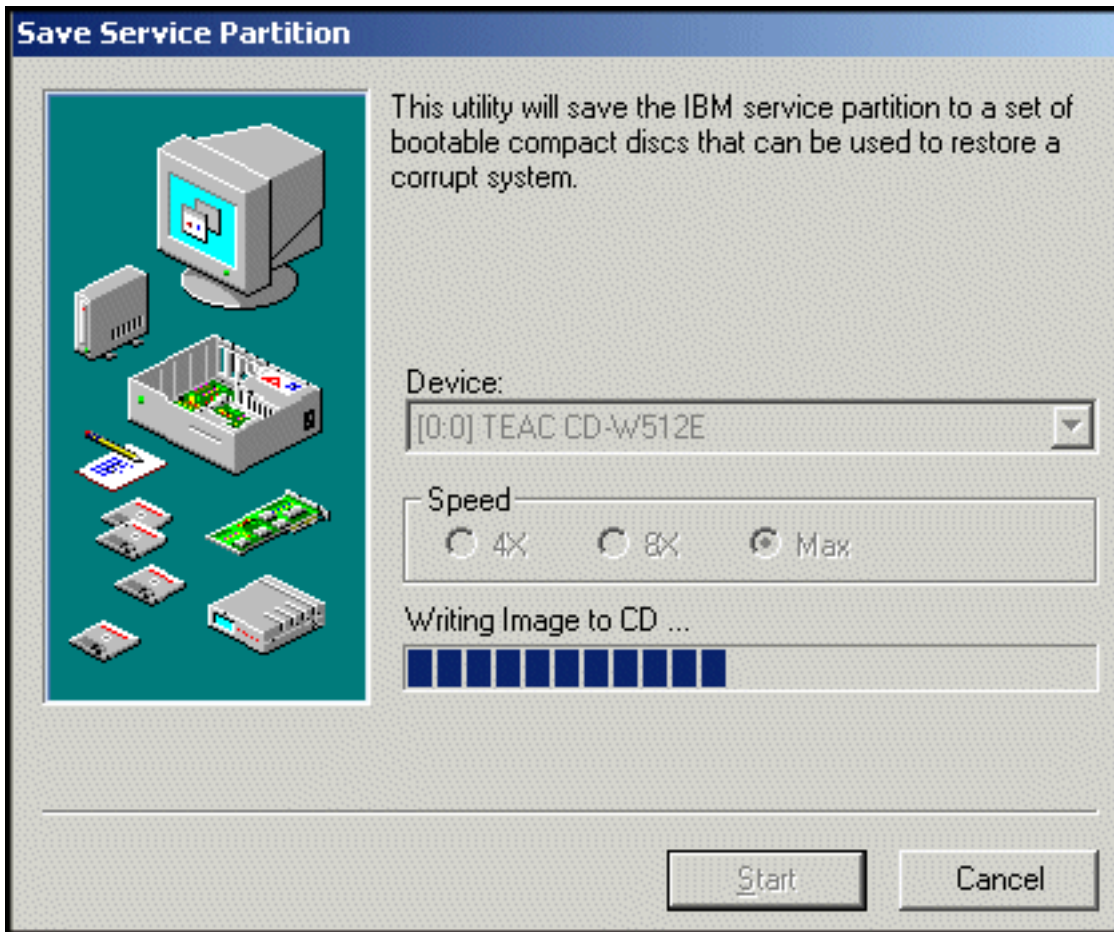 Save Service Partition
This utility will save the IBM service partition to a set of
bootable compact discs that can be used to restore a
corrupt system.
Device:
[0:0] TEAC CD-W512E
Speed
4X 8X Max
Writing Image to CD ...
Start Cancel